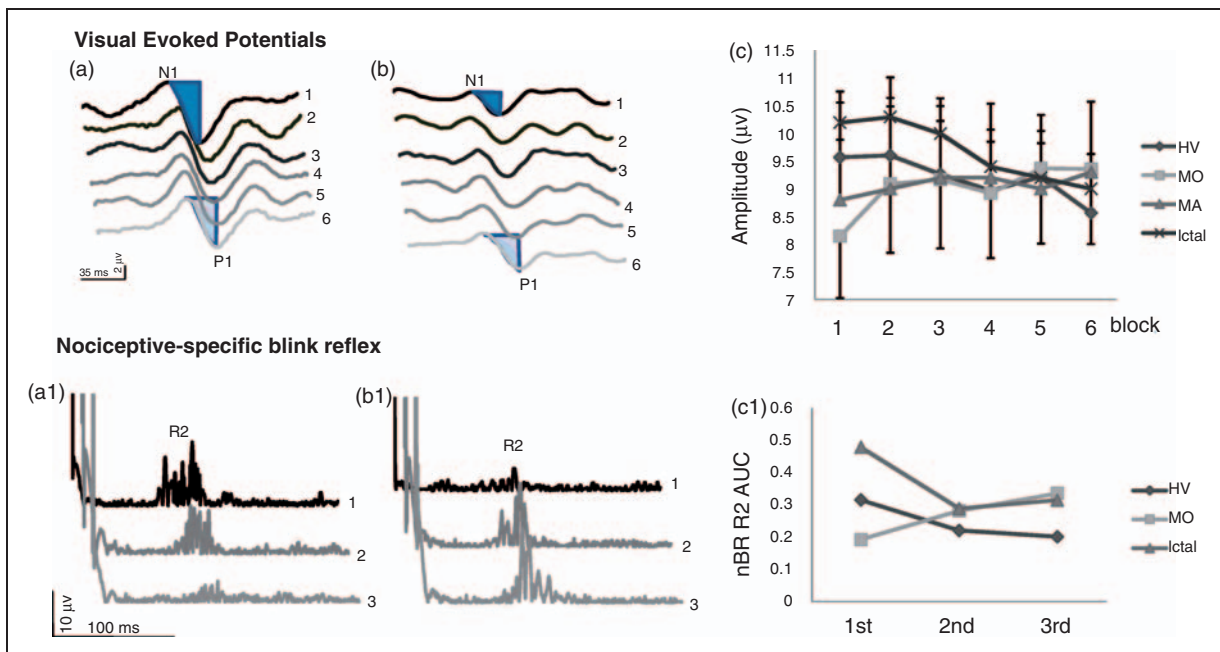 Visual Evoked Potentials
(a)
N1
1
2
3
4
5
6
P1
35 ms
2 μv
(b)
N1
1
2
3
4
5
6
P1
(c)
Amplitude (μv)
11.5
11
10.5
10
9.5
9
8.5
8
7.5
7
1 2 3 4 5 6 block
HV
MO
MA
Ictal
Nociceptive-specific blink reflex
(a1)
R2
1
2
3
10 μv
100 ms
(b1)
R2
1
2
3
(c1)
nBR R2 AUC
0.6
0.5
0.4
0.3
0.2
0.1
0
1st 2nd 3rd
HV
MO
Ictal